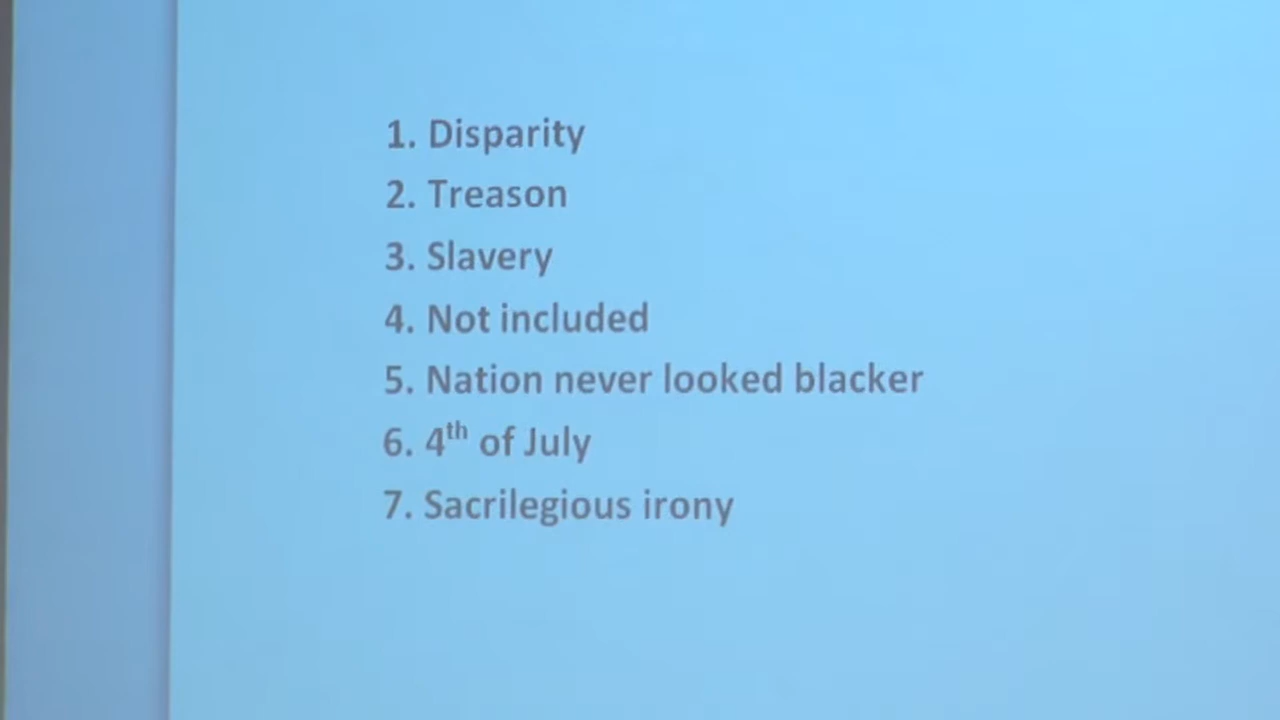 1. Disparity
2. Treason
3. Slavery
4. Not included
5. Nation never looked blacker
6. 4th of July
7. Sacrilegious irony